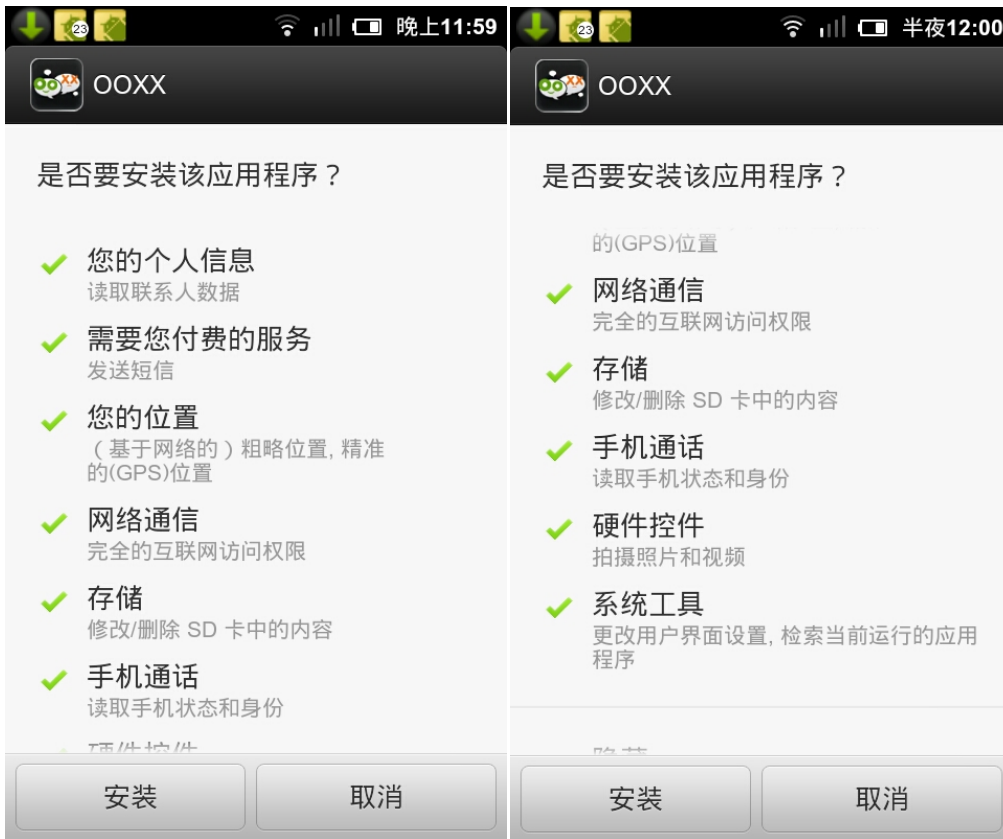 23
晚上11:59
OOXX
是否要安装该应用程序？
您的个人信息
读取联系人数据
需要您付费的服务
发送短信
您的位置
（基于网络的）粗略位置, 精准
的(GPS)位置
网络通信
完全的互联网访问权限
存储
修改/删除 SD 卡中的内容
手机通话
读取手机状态和身份
硬件控件
安装
取消
23
半夜12:00
OOXX
是否要安装该应用程序？
的(GPS)位置
网络通信
完全的互联网访问权限
存储
修改/删除 SD 卡中的内容
手机通话
读取手机状态和身份
硬件控件
拍摄照片和视频
系统工具
更改用户界面设置, 检索当前运行的应用
程序
隐藏
安装
取消